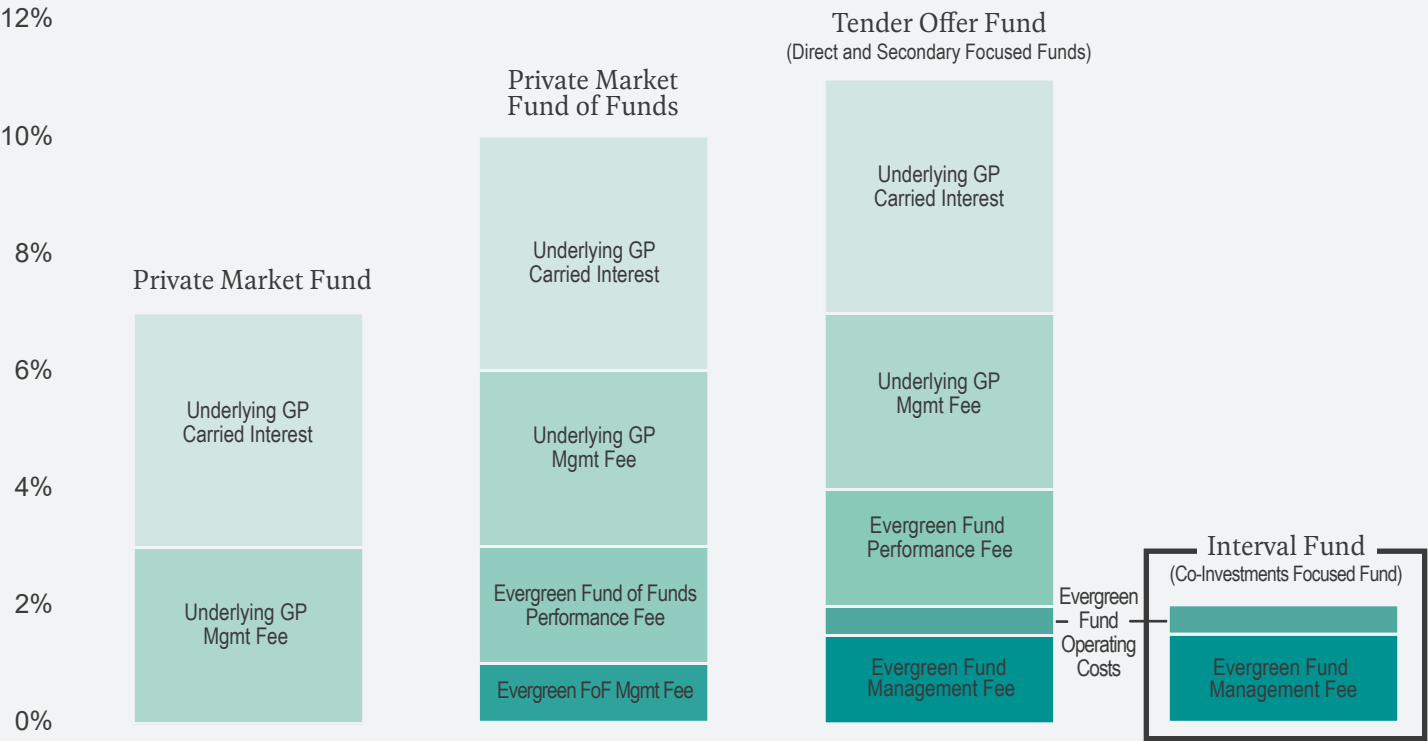 12%
10%
8%
6%
4%
2%
0%
Private Market Fund
Underlying GP
Carried Interest
Underlying GP
Mgmt Fee
Private Market
Fund of Funds
Underlying GP
Carried Interest
Underlying GP
Mgmt Fee
Evergreen Fund of Funds
Performance Fee
Evergreen FoF Mgmt Fee
Tender Offer Fund
(Direct and Secondary Focused Funds)
Underlying GP
Carried Interest
Underlying GP
Mgmt Fee
Evergreen Fund
Performance Fee
Evergreen Fund
Management Fee
Evergreen
Fund
Operating
Costs
Interval Fund
(Co-Investments Focused Fund)
Evergreen Fund
Management Fee